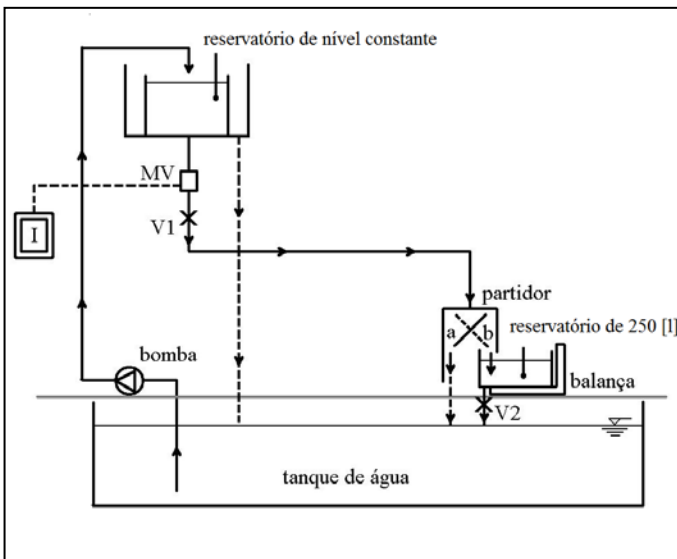 reservatório de nível constante
MV
I
V1
partidor
a b
reservatório de 250 [l]
bomba
balança
V2
tanque de água